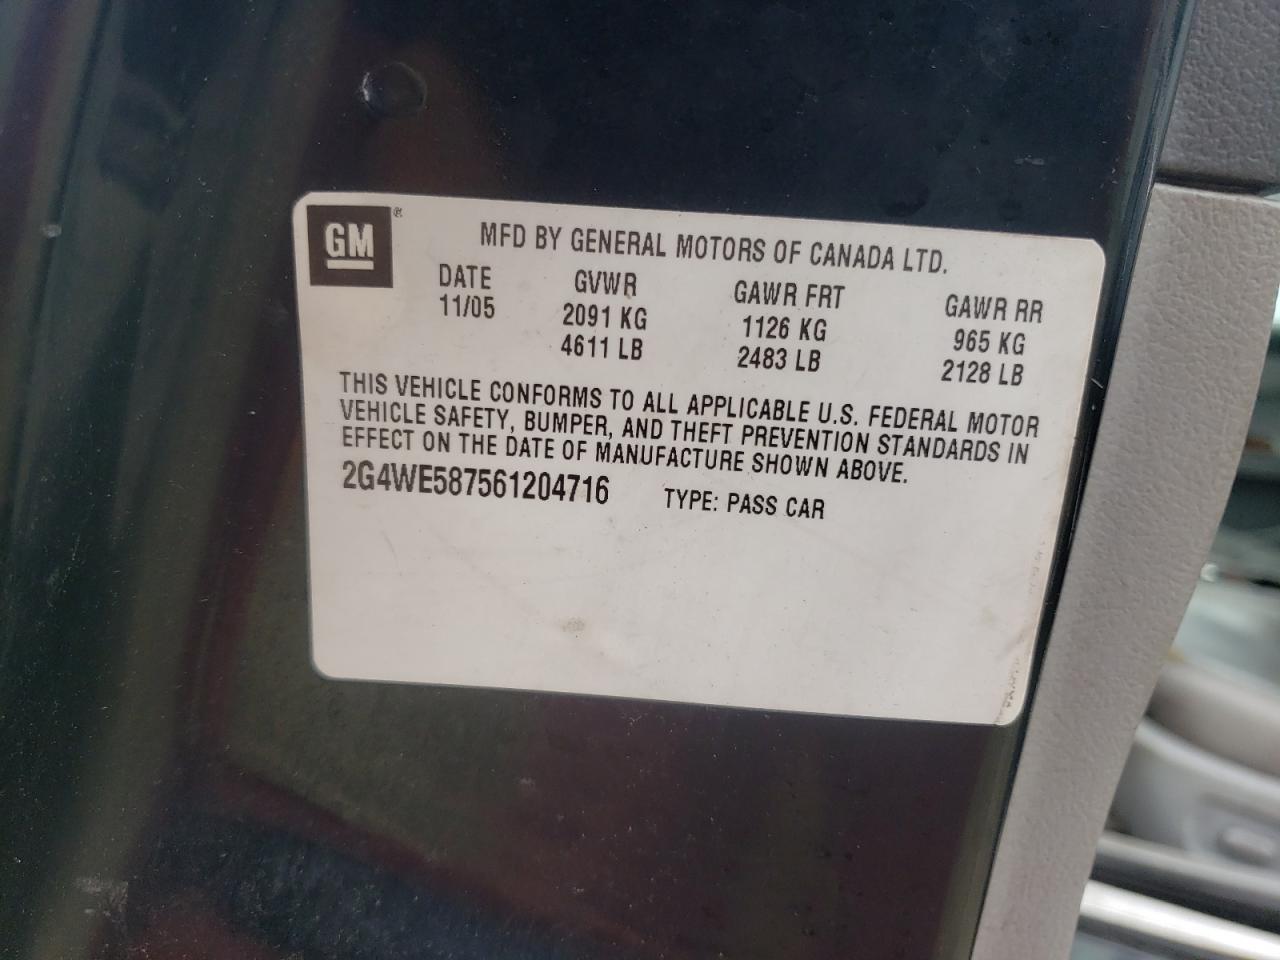 GM ®
MFD BY GENERAL MOTORS OF CANADA LTD.
DATE GVWR GAWR FRT GAWR RR
11/05 2091 KG 1126 KG 965 KG
4611 LB 2483 LB 2128 LB
THIS VEHICLE CONFORMS TO ALL APPLICABLE U.S. FEDERAL MOTOR
VEHICLE SAFETY, BUMPER, AND THEFT PREVENTION STANDARDS IN
EFFECT ON THE DATE OF MANUFACTURE SHOWN ABOVE.
2G4WE587561204716 TYPE: PASS CAR